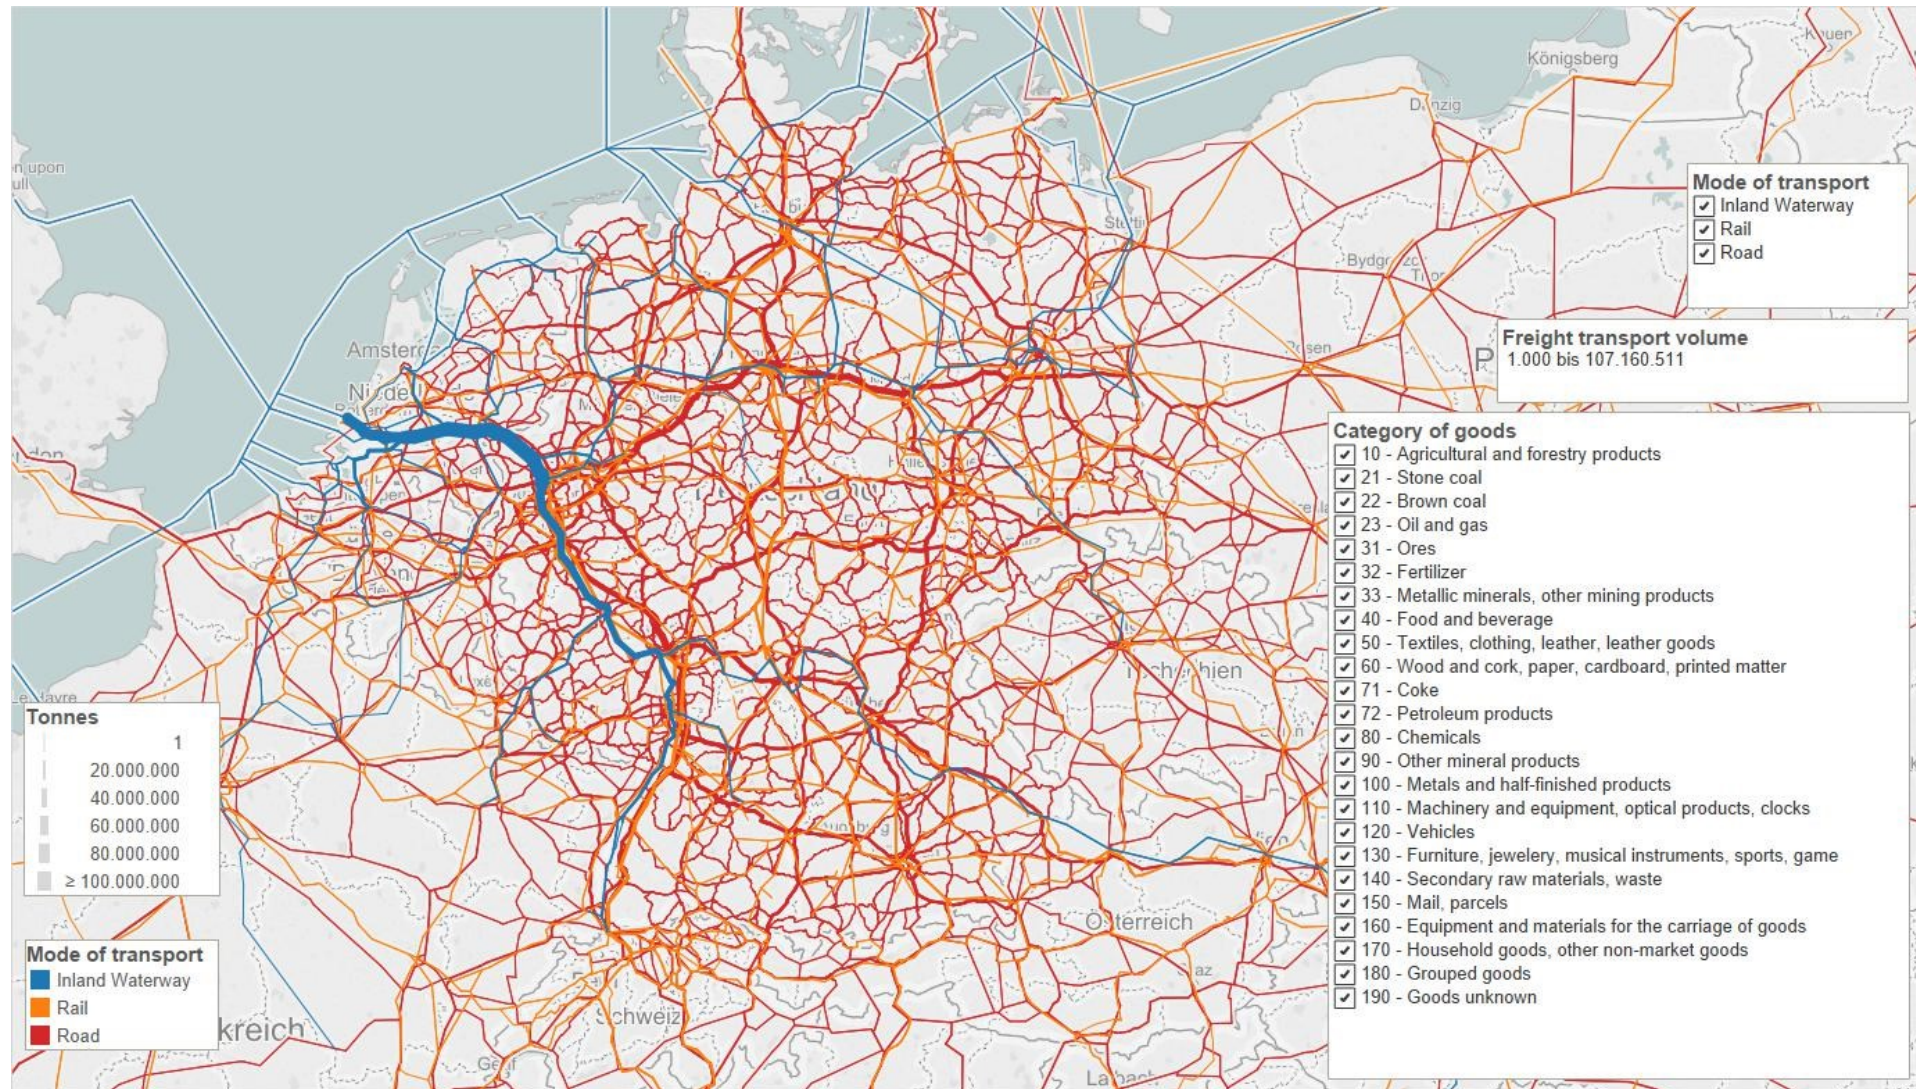 Königsberg
Amsterd
Schweiz
Österreich
kreich
Mode of transport
Inland Waterway
Rail
Road
Freight transport volume
1.000 bis 107.160.511
Category of goods
10 - Agricultural and forestry products
21 - Stone coal
22 - Brown coal
23 - Oil and gas
31 - Ores
32 - Fertilizer
33 - Metallic minerals, other mining products
40 - Food and beverage
50 - Textiles, clothing, leather, leather goods
60 - Wood and cork, paper, cardboard, printed matter
71 - Coke
72 - Petroleum products
80 - Chemicals
90 - Other mineral products
100 - Metals and half-finished products
110 - Machinery and equipment, optical products, clocks
120 - Vehicles
130 - Furniture, jewelery, musical instruments, sports, game
140 - Secondary raw materials, waste
150 - Mail, parcels
160 - Equipment and materials for the carriage of goods
170 - Household goods, other non-market goods
180 - Grouped goods
190 - Goods unknown
Tonnes
1
20.000.000
40.000.000
60.000.000
80.000.000
≥ 100.000.000
Mode of transport
Inland Waterway
Rail
Road